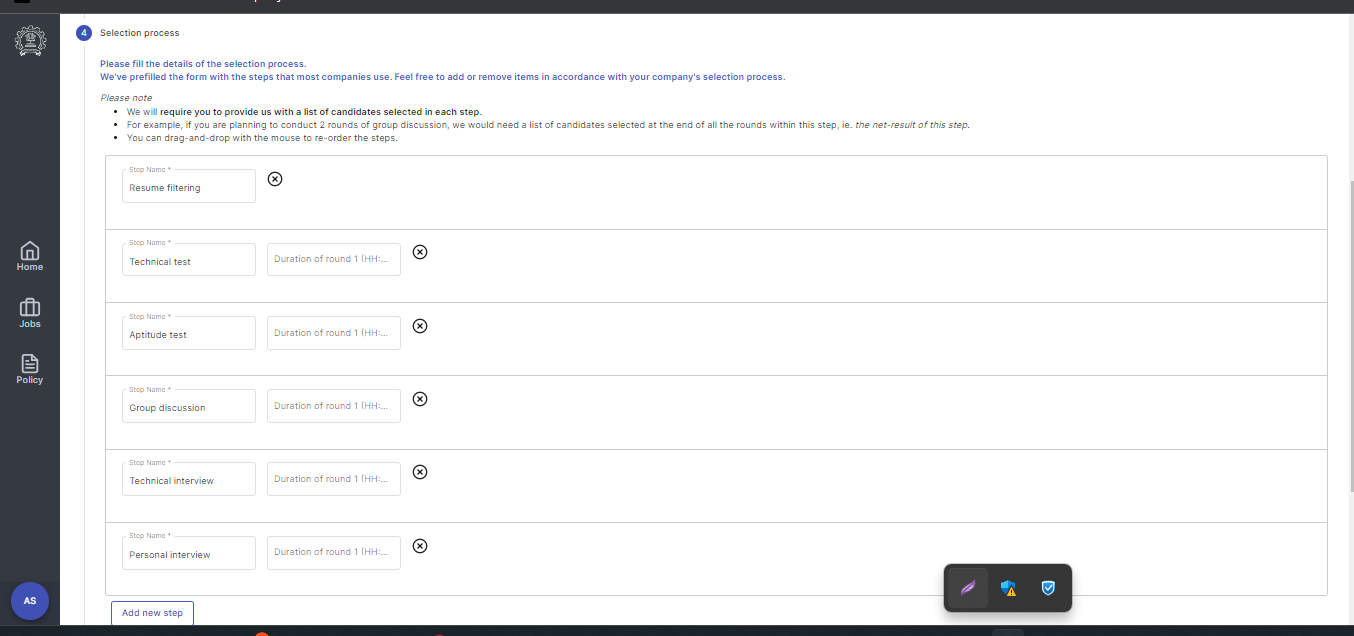 4 Selection process
Please fill the details of the selection process.
We've prefilled the form with the steps that most companies use. Feel free to add or remove items in accordance with your company's selection process.
Please note
We will require you to provide us with a list of candidates selected in each step.
For example, if you are planning to conduct 2 rounds of group discussion, we would need a list of candidates selected at the end of all the rounds within this step, ie. the net-result of this step.
You can drag-and-drop with the mouse to re-order the steps.
Step Name *
Resume filtering
Step Name *
Technical test
Duration of round 1 (HH:...
Step Name *
Aptitude test
Duration of round 1 (HH:...
Step Name *
Group discussion
Duration of round 1 (HH:...
Step Name *
Technical interview
Duration of round 1 (HH:...
Step Name *
Personal interview
Duration of round 1 (HH:...
Add new step
Home
Jobs
Policy
AS